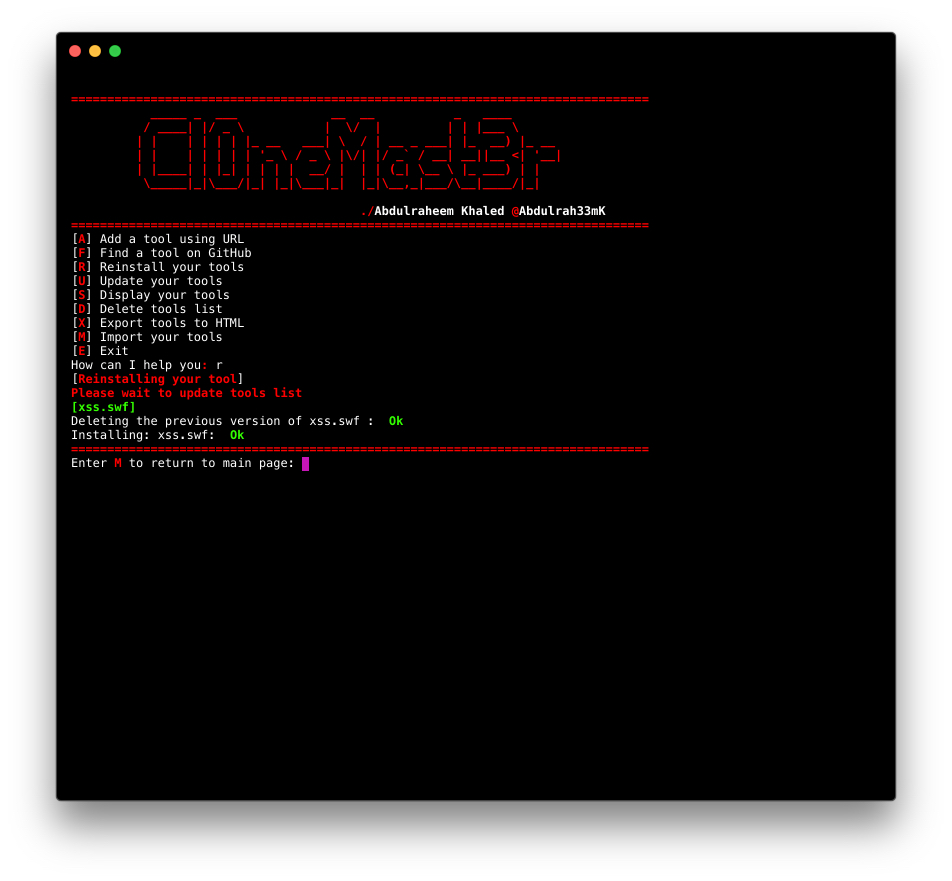 ================================================================================
Cl0neMast3r
./Abdulraheem Khaled @Abdulrah33mK
================================================================================
[A] Add a tool using URL
[F] Find a tool on GitHub
[R] Reinstall your tools
[U] Update your tools
[S] Display your tools
[D] Delete tools list
[X] Export tools to HTML
[M] Import your tools
[E] Exit
How can I help you: r
[Reinstalling your tool]
Please wait to update tools list
[xss.swf]
Deleting the previous version of xss.swf :  Ok
Installing: xss.swf:  Ok
================================================================================
Enter M to return to main page: